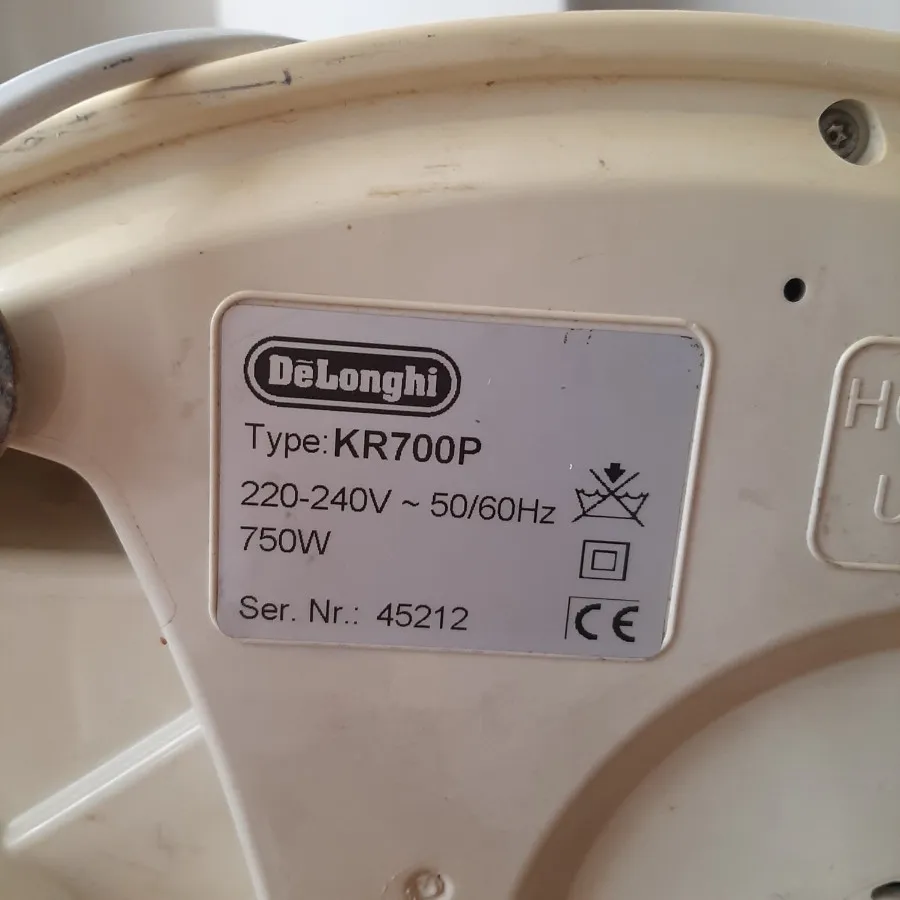 DeLonghi
Type: KR700P
220-240V ~ 50/60Hz
750W
Ser. Nr.: 45212
CE